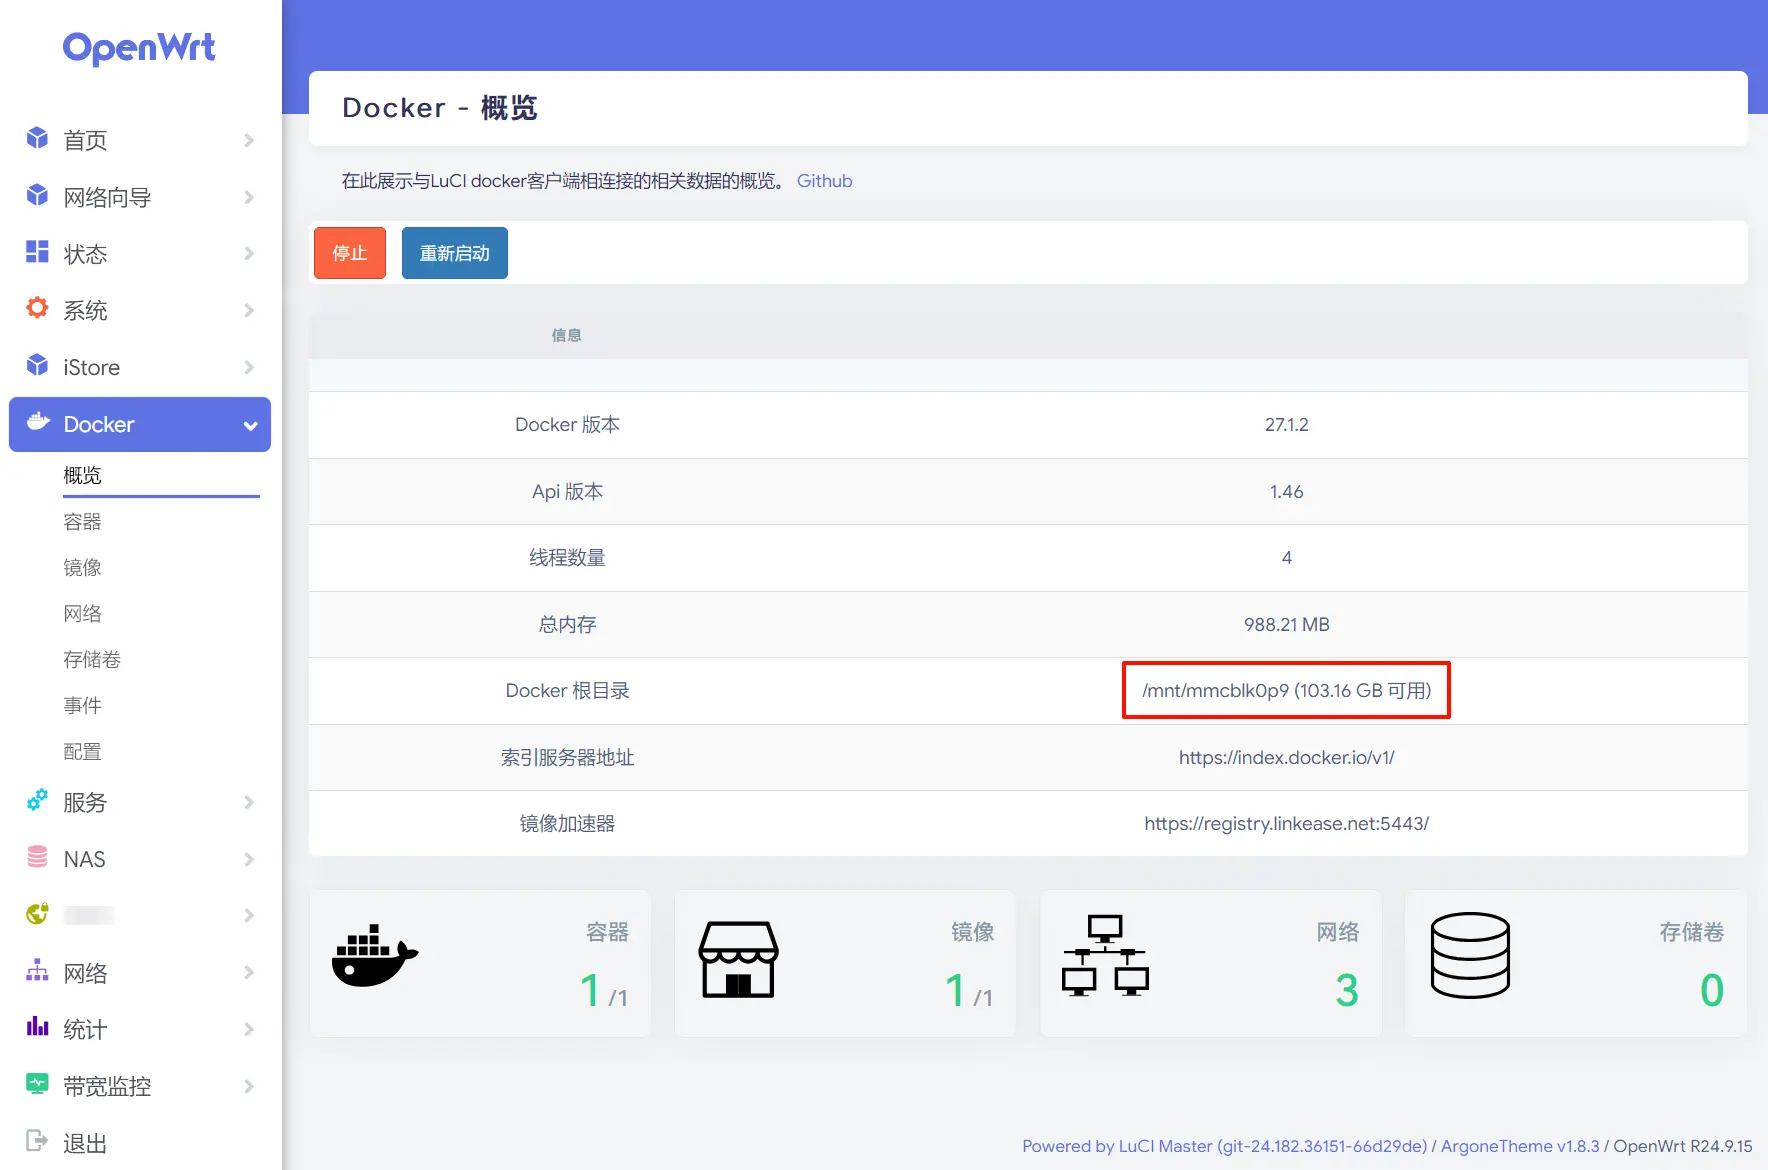 OpenWrt
首页
网络向导
状态
系统
iStore
Docker
概览
容器
镜像
网络
存储卷
事件
配置
服务
NAS
网络
统计
带宽监控
退出
Docker - 概览
在此展示与LuCI docker客户端相连接的相关数据的概览。 Github
停止 重新启动
信息
Docker 版本 27.1.2
Api 版本 1.46
线程数量 4
总内存 988.21 MB
Docker 根目录 /mnt/mmcblk0p9 (103.16 GB 可用)
索引服务器地址 https://index.docker.io/v1/
镜像加速器 https://registry.linkease.net:5443/
容器
1 /1
镜像
1 /1
网络
3
存储卷
0
Powered by LuCI Master (git-24.182.36151-66d29de) / ArgoneTheme v1.8.3 / OpenWrt R24.9.15